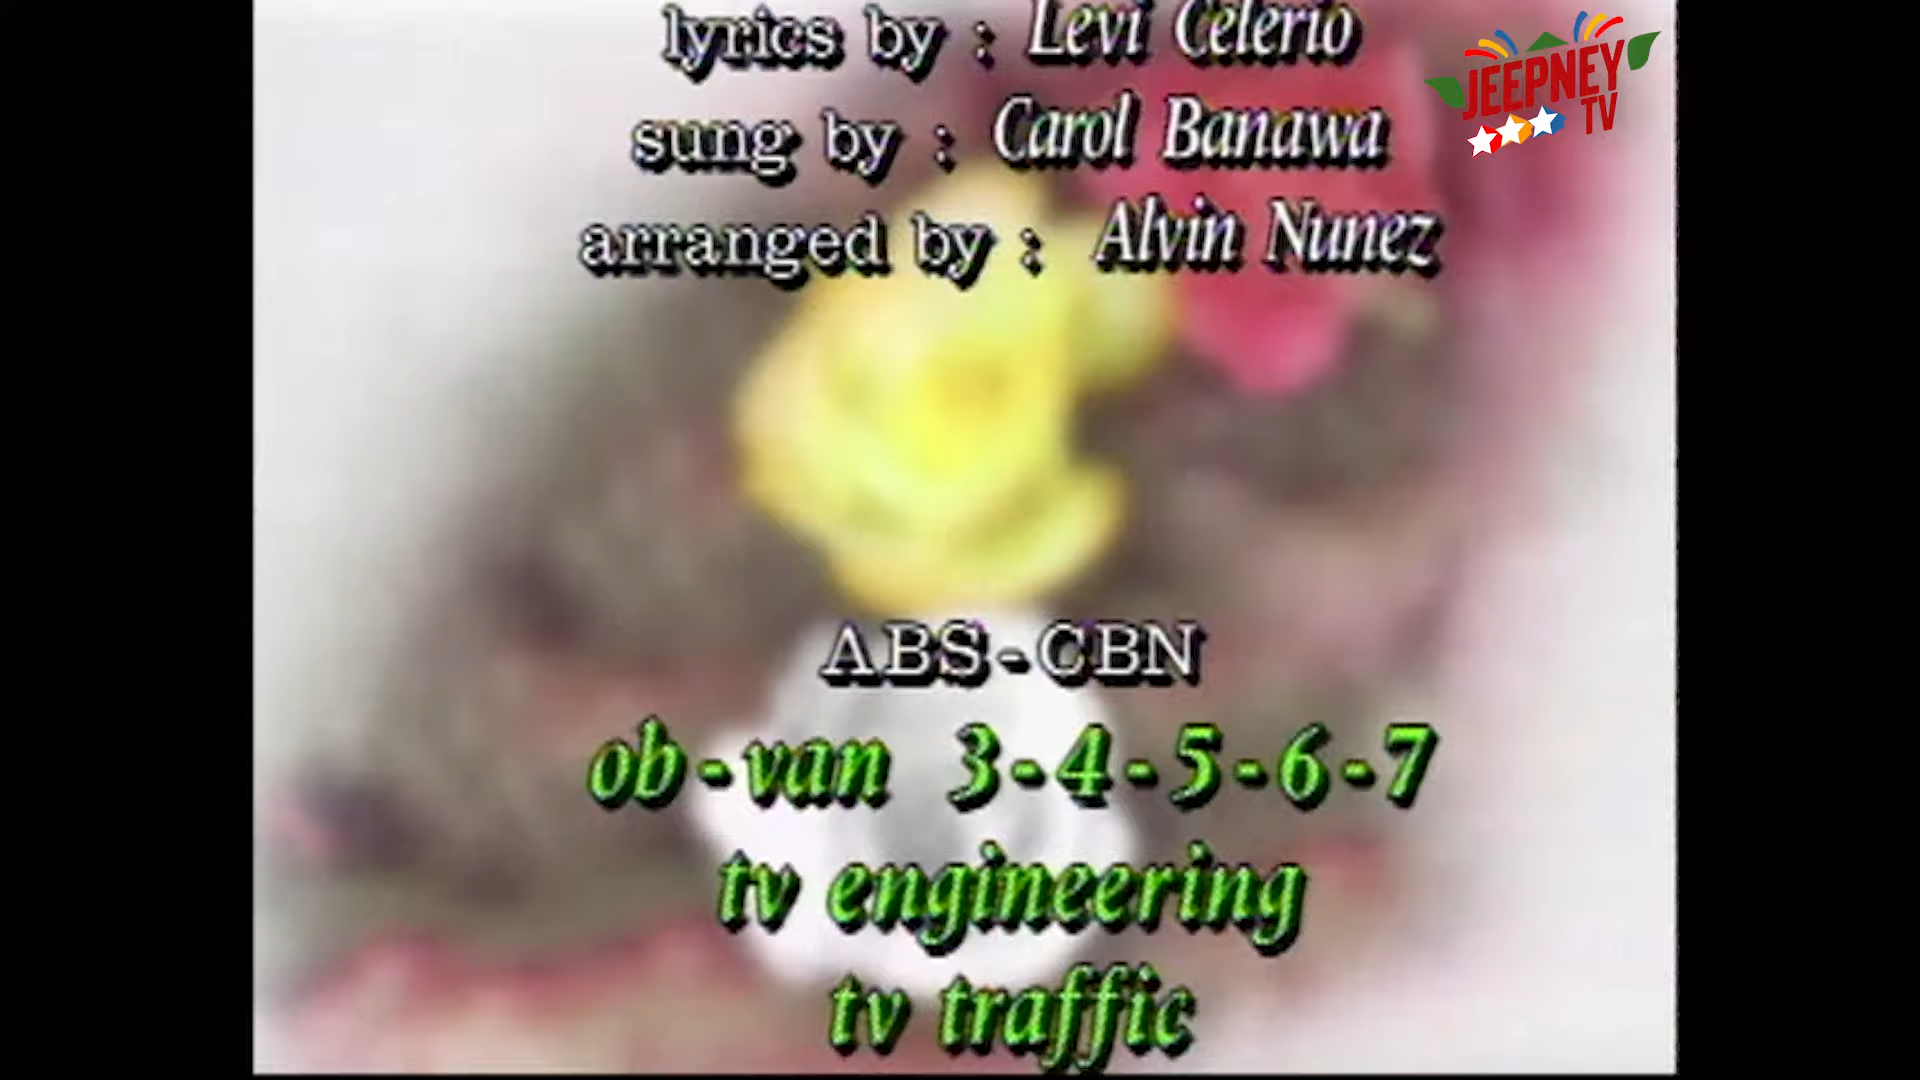 lyrics by : Levi Celerio
sung by : Carol Banawa
arranged by : Alvin Nunez
JEEPNEY
TV
ABS-CBN
ob-van 3-4-5-6-7
tv engineering
tv traffic